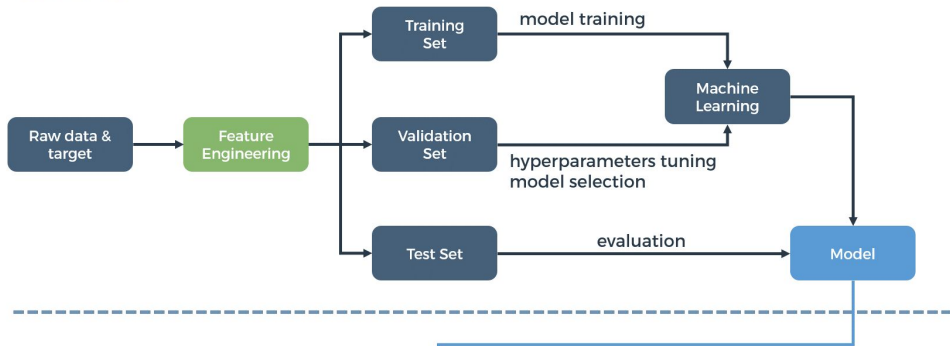 Training
Set
model training
Machine
Learning
Raw data &
target
Feature
Engineering
Validation
Set
hyperparameters tuning
model selection
Test Set
evaluation
Model